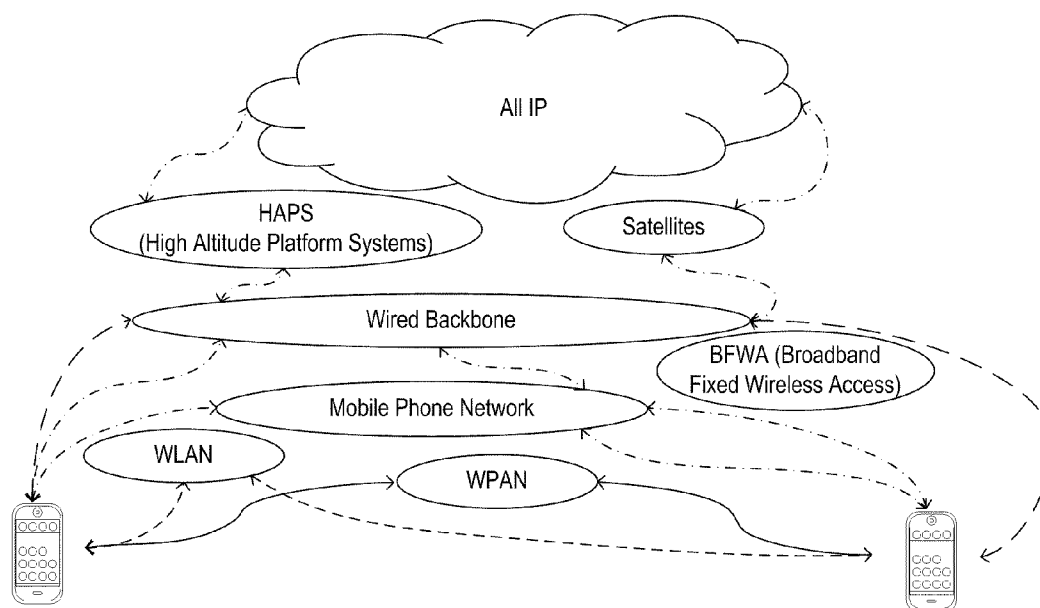 All IP
HAPS
(High Altitude Platform Systems)
Satellites
Wired Backbone
BFWA (Broadband
Fixed Wireless Access)
Mobile Phone Network
WLAN
WPAN